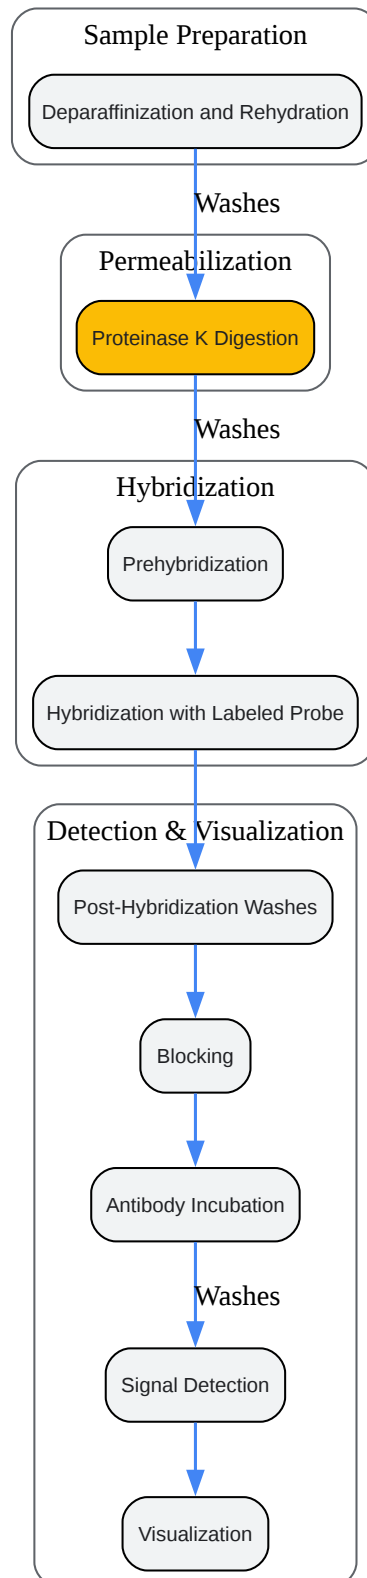 Sample Preparation
Deparaffinization and Rehydration
Washes
Permeabilization
Proteinase K Digestion
Washes
Hybridization
Prehybridization
Hybridization with Labeled Probe
Detection & Visualization
Post-Hybridization Washes
Blocking
Antibody Incubation
Washes
Signal Detection
Visualization